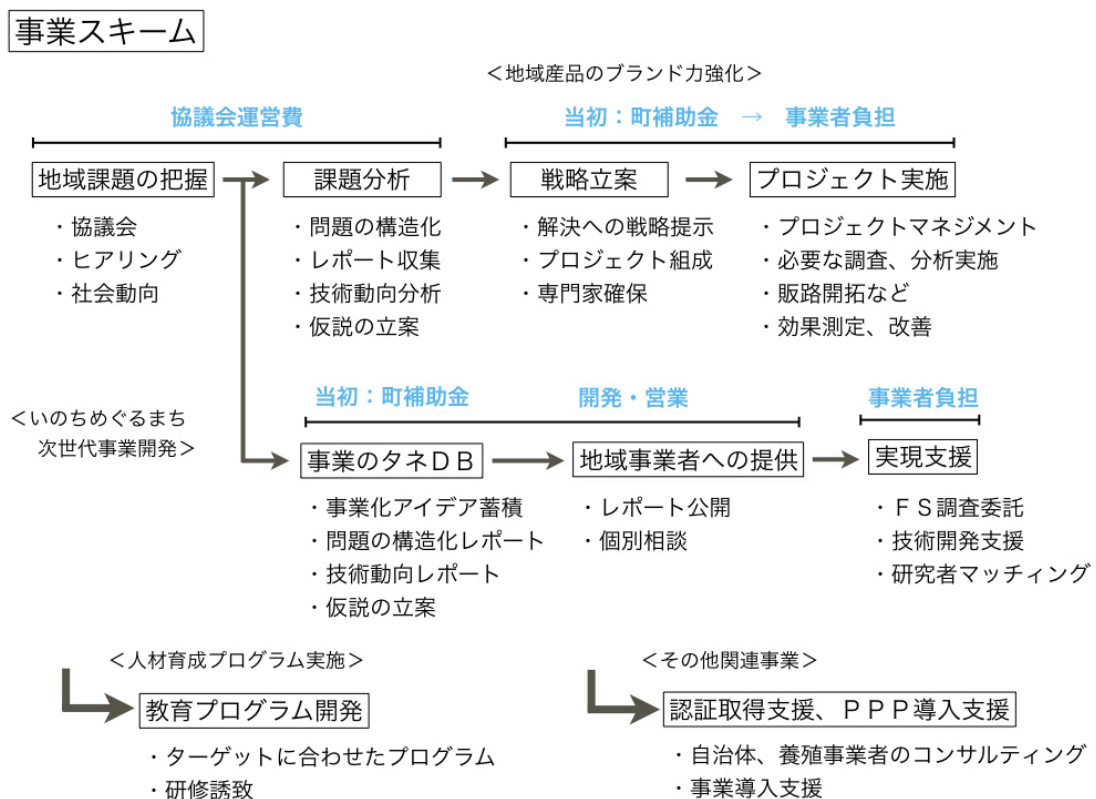 事業スキーム
＜地域産品のブランド力強化＞
協議会運営費
当初：町補助金　→　事業者負担
地域課題の把握
課題分析
戦略立案
プロジェクト実施
・協議会
・ヒアリング
・社会動向
・問題の構造化
・レポート収集
・技術動向分析
・仮説の立案
・解決への戦略提示
・プロジェクト組成
・専門家確保
・プロジェクトマネジメント
・必要な調査、分析実施
・販路開拓など
・効果測定、改善
＜いのちめぐるまち
次世代事業開発＞
当初：町補助金
開発・営業
事業者負担
事業のタネＤＢ
地域事業者への提供
実現支援
・事業化アイデア蓄積
・問題の構造化レポート
・技術動向レポート
・仮説の立案
・レポート公開
・個別相談
・ＦＳ調査委託
・技術開発支援
・研究者マッチィング
＜人材育成プログラム実施＞
教育プログラム開発
・ターゲットに合わせたプログラム
・研修誘致
＜その他関連事業＞
認証取得支援、ＰＰＰ導入支援
・自治体、養殖事業者のコンサルティング
・事業導入支援